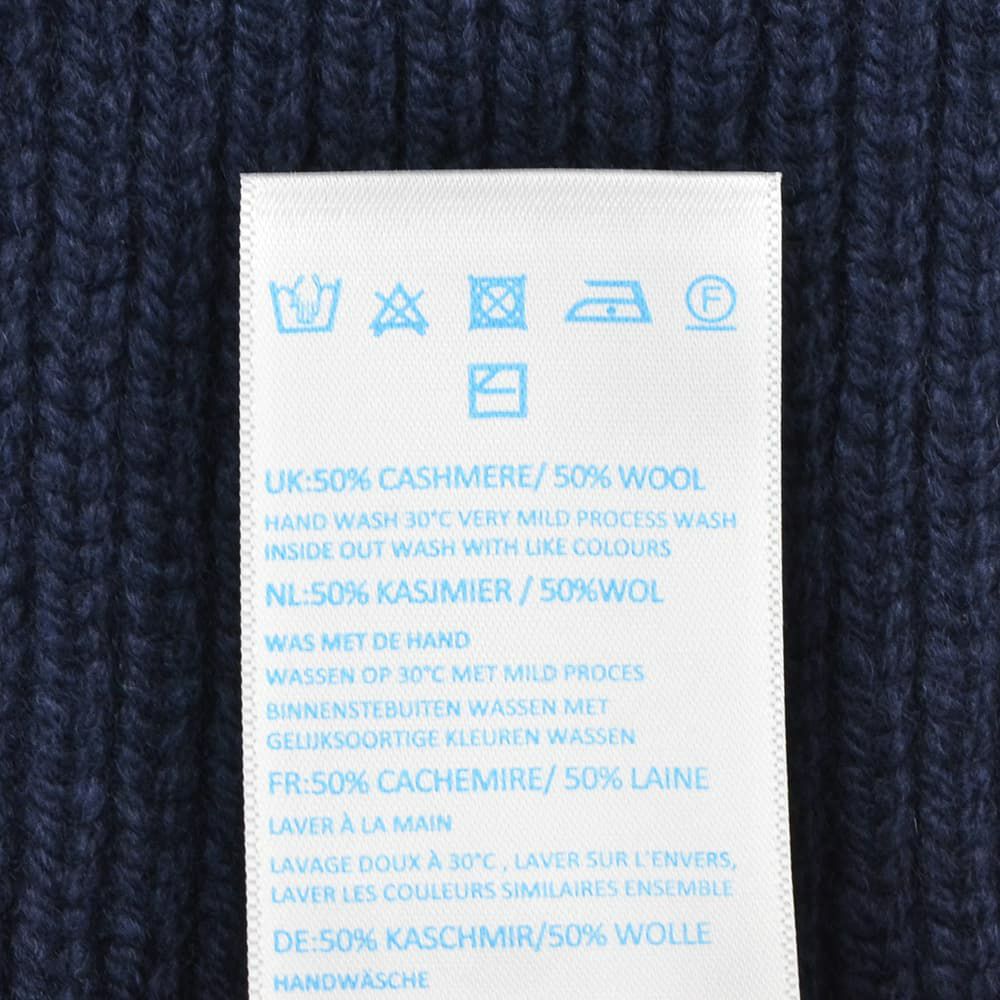 F
UK:50% CASHMERE/ 50% WOOL
HAND WASH 30°C VERY MILD PROCESS WASH
INSIDE OUT WASH WITH LIKE COLOURS
NL:50% KASJMIER / 50%WOL
WAS MET DE HAND
WASSEN OP 30°C MET MILD PROCES
BINNENSTEBUITEN WASSEN MET
GELIJKSOORTIGE KLEUREN WASSEN
FR:50% CACHEMIRE/ 50% LAINE
LAVER À LA MAIN
LAVAGE DOUX À 30°C , LAVER SUR L'ENVERS,
LAVER LES COULEURS SIMILAIRES ENSEMBLE
DE:50% KASCHMIR/50% WOLLE
HANDWÄSCHE